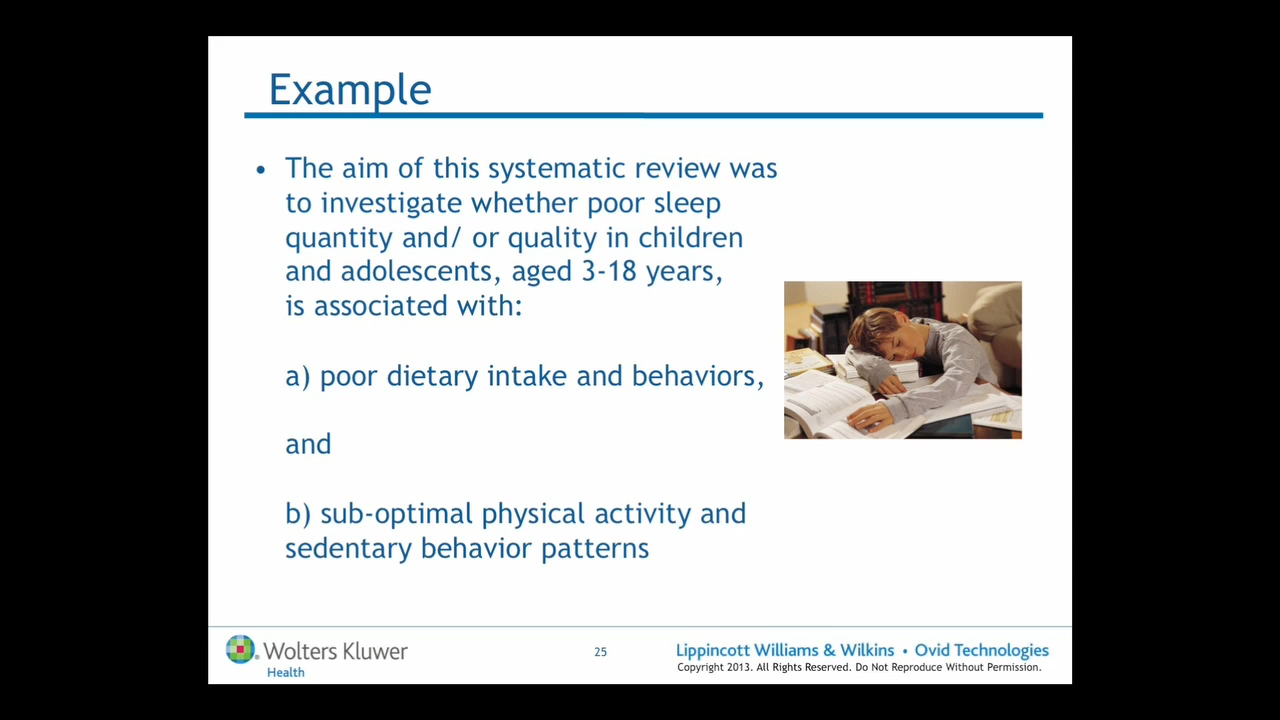 Example
• The aim of this systematic review was
to investigate whether poor sleep
quantity and/ or quality in children
and adolescents, aged 3-18 years,
is associated with:
a) poor dietary intake and behaviors,
and
b) sub-optimal physical activity and
sedentary behavior patterns
Wolters Kluwer
Health
25
Lippincott Williams & Wilkins • Ovid Technologies
Copyright 2013. All Rights Reserved. Do Not Reproduce Without Permission.